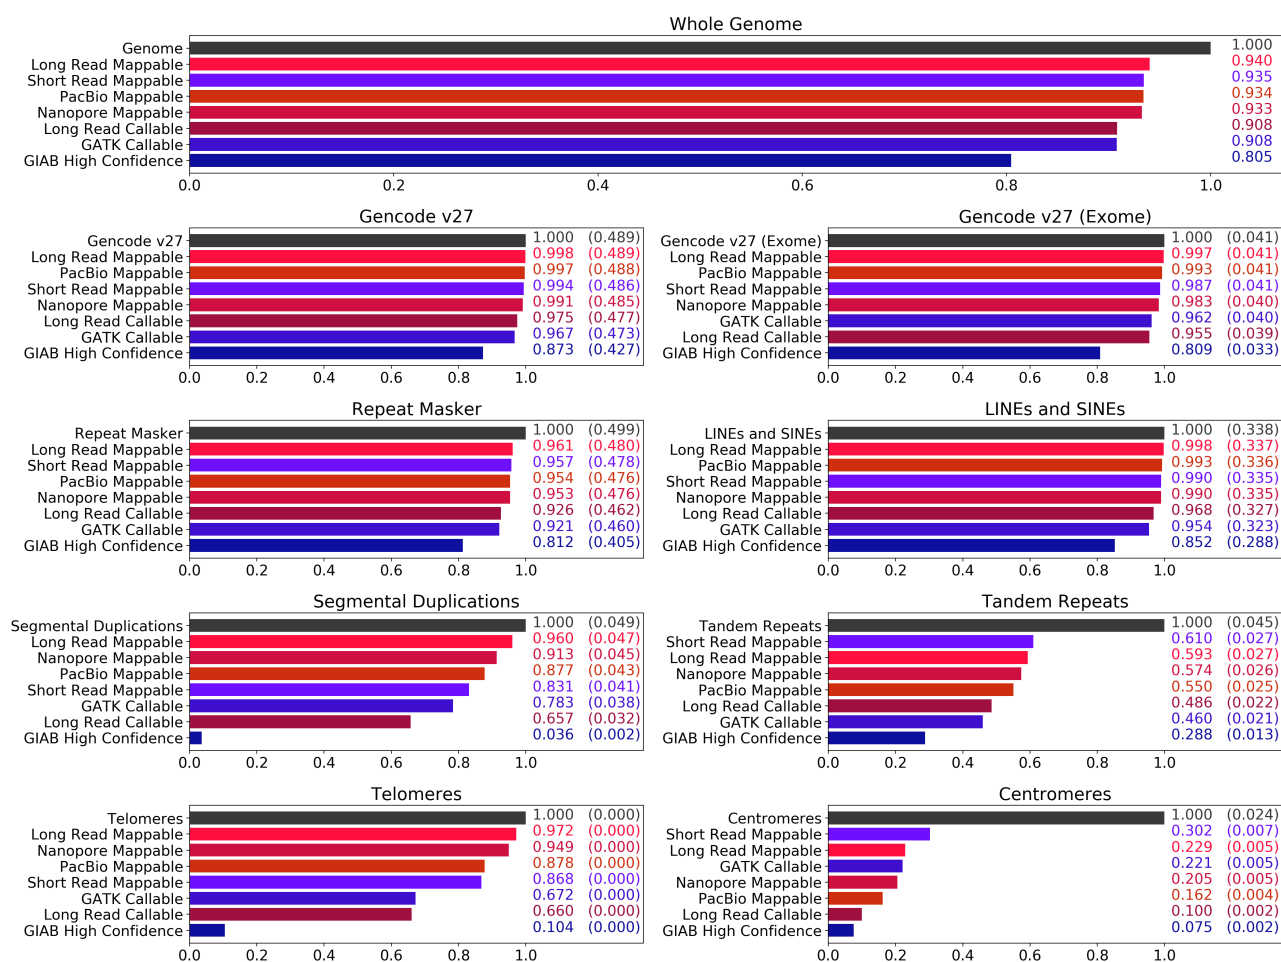 Whole Genome
Genome 1.000
Long Read Mappable 0.940
Short Read Mappable 0.935
PacBio Mappable 0.934
Nanopore Mappable 0.933
Long Read Callable 0.908
GATK Callable 0.908
GIAB High Confidence 0.805
0.0 0.2 0.4 0.6 0.8 1.0
Gencode v27
Gencode v27 1.000 (0.489)
Long Read Mappable 0.998 (0.489)
PacBio Mappable 0.997 (0.488)
Short Read Mappable 0.994 (0.486)
Nanopore Mappable 0.991 (0.485)
Long Read Callable 0.975 (0.477)
GATK Callable 0.967 (0.473)
GIAB High Confidence 0.873 (0.427)
0.0 0.2 0.4 0.6 0.8 1.0
Gencode v27 (Exome)
Gencode v27 (Exome) 1.000 (0.041)
Long Read Mappable 0.997 (0.041)
PacBio Mappable 0.993 (0.041)
Short Read Mappable 0.987 (0.041)
Nanopore Mappable 0.983 (0.040)
GATK Callable 0.962 (0.040)
Long Read Callable 0.955 (0.039)
GIAB High Confidence 0.809 (0.033)
0.0 0.2 0.4 0.6 0.8 1.0
Repeat Masker
Repeat Masker 1.000 (0.499)
Long Read Mappable 0.961 (0.480)
Short Read Mappable 0.957 (0.478)
PacBio Mappable 0.954 (0.476)
Nanopore Mappable 0.953 (0.476)
Long Read Callable 0.926 (0.462)
GATK Callable 0.921 (0.460)
GIAB High Confidence 0.812 (0.405)
0.0 0.2 0.4 0.6 0.8 1.0
LINEs and SINEs
LINEs and SINEs 1.000 (0.338)
Long Read Mappable 0.998 (0.337)
PacBio Mappable 0.993 (0.336)
Short Read Mappable 0.990 (0.335)
Nanopore Mappable 0.990 (0.335)
Long Read Callable 0.968 (0.327)
GATK Callable 0.954 (0.323)
GIAB High Confidence 0.852 (0.288)
0.0 0.2 0.4 0.6 0.8 1.0
Segmental Duplications
Segmental Duplications 1.000 (0.049)
Long Read Mappable 0.960 (0.047)
Nanopore Mappable 0.913 (0.045)
PacBio Mappable 0.877 (0.043)
Short Read Mappable 0.831 (0.041)
GATK Callable 0.783 (0.038)
Long Read Callable 0.657 (0.032)
GIAB High Confidence 0.036 (0.002)
0.0 0.2 0.4 0.6 0.8 1.0
Tandem Repeats
Tandem Repeats 1.000 (0.045)
Short Read Mappable 0.610 (0.027)
Long Read Mappable 0.593 (0.027)
Nanopore Mappable 0.574 (0.026)
PacBio Mappable 0.550 (0.025)
Long Read Callable 0.486 (0.022)
GATK Callable 0.460 (0.021)
GIAB High Confidence 0.288 (0.013)
0.0 0.2 0.4 0.6 0.8 1.0
Telomeres
Telomeres 1.000 (0.000)
Long Read Mappable 0.972 (0.000)
Nanopore Mappable 0.949 (0.000)
PacBio Mappable 0.878 (0.000)
Short Read Mappable 0.868 (0.000)
GATK Callable 0.672 (0.000)
Long Read Callable 0.660 (0.000)
GIAB High Confidence 0.104 (0.000)
0.0 0.2 0.4 0.6 0.8 1.0
Centromeres
Centromeres 1.000 (0.024)
Short Read Mappable 0.302 (0.007)
Long Read Mappable 0.229 (0.005)
GATK Callable 0.221 (0.005)
Nanopore Mappable 0.205 (0.005)
PacBio Mappable 0.162 (0.004)
Long Read Callable 0.100 (0.002)
GIAB High Confidence 0.075 (0.002)
0.0 0.2 0.4 0.6 0.8 1.0